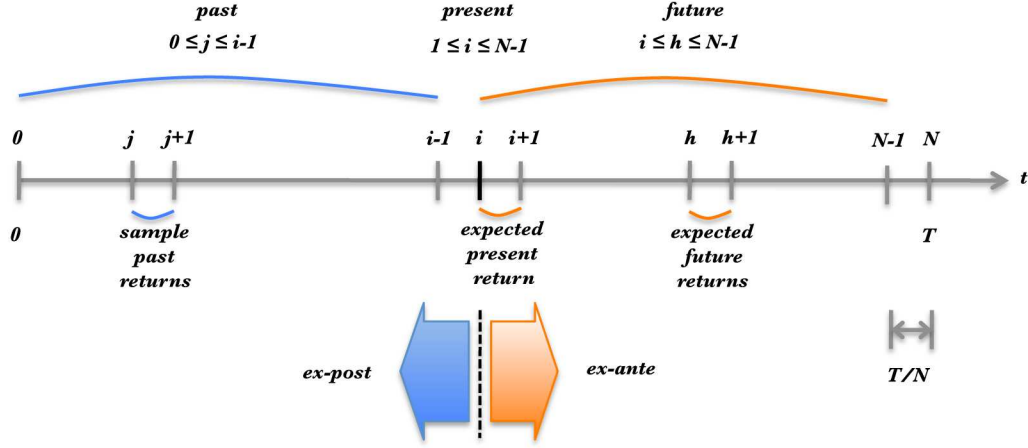 past
present
future
0 ≤ j ≤ i-1
1 ≤ i ≤ N-1
i ≤ h ≤ N-1
0
j
j+1
i-1
i
i+1
h
h+1
N-1
N
t
0
sample
past
returns
expected
present
return
expected
future
returns
T
ex-post
ex-ante
T/N